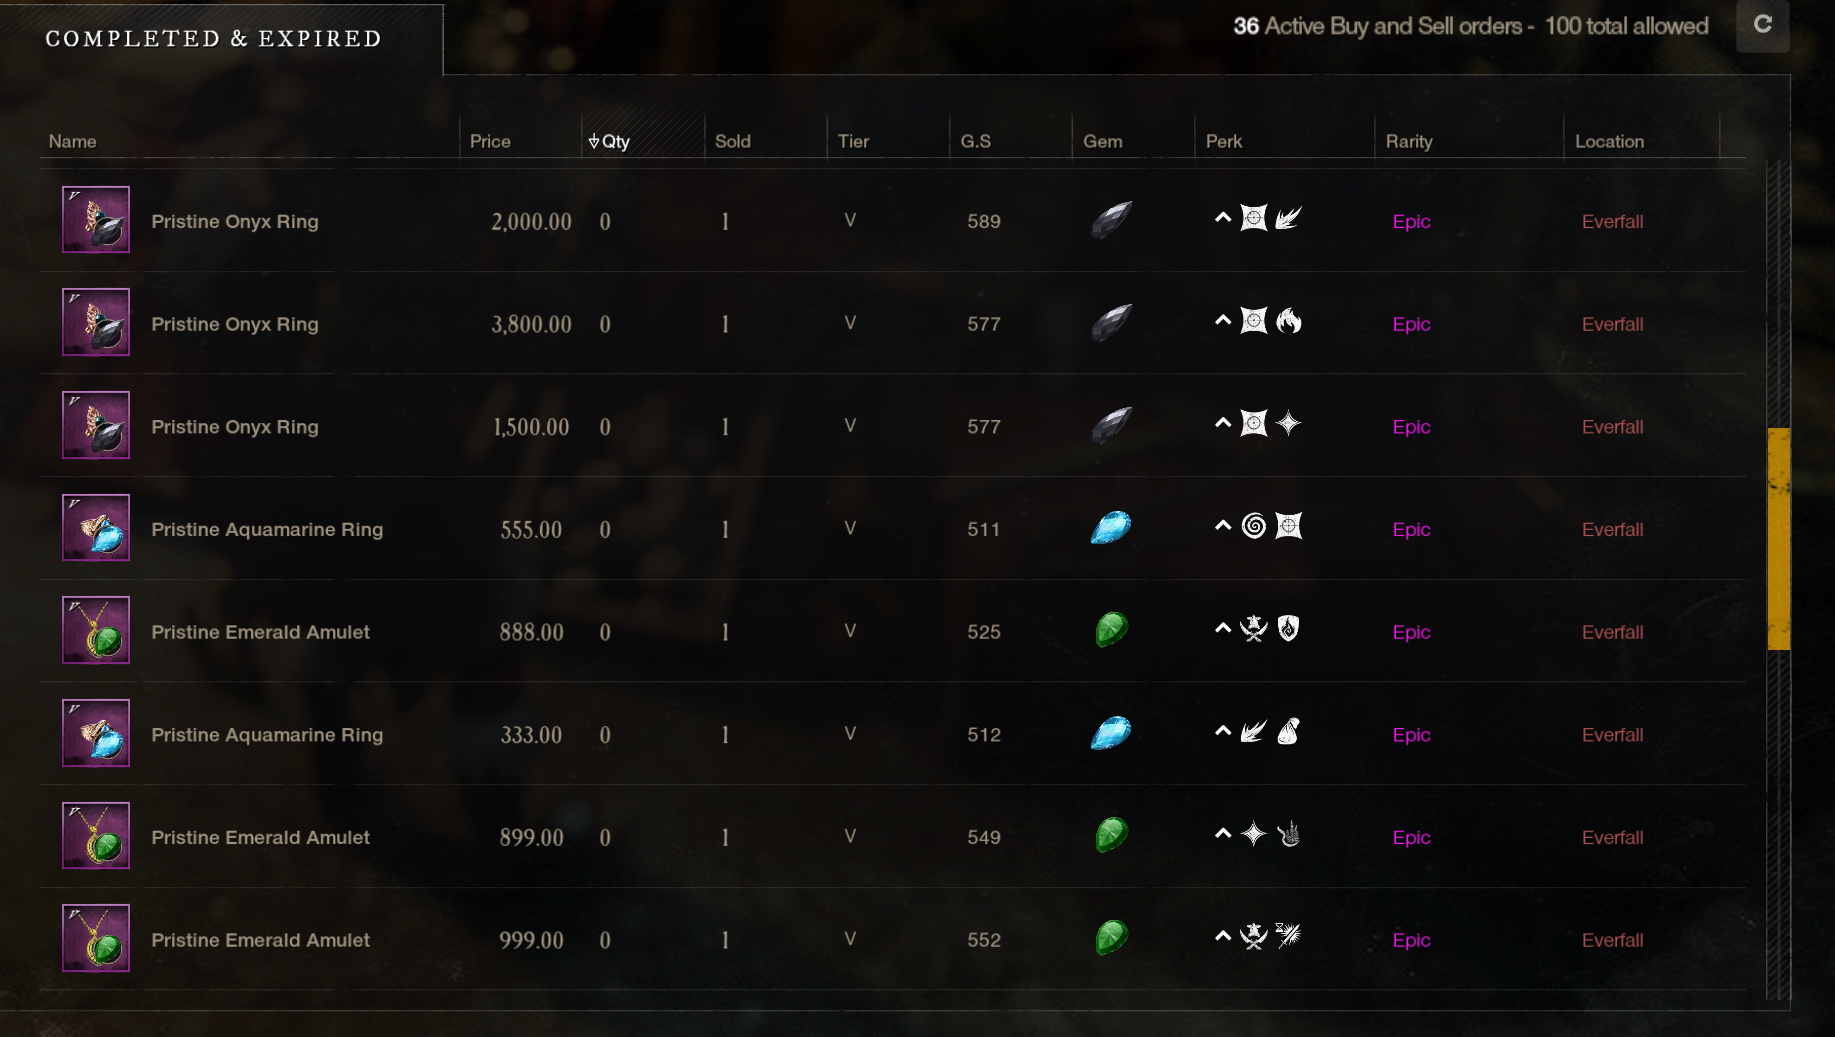 COMPLETED & EXPIRED
36 Active Buy and Sell orders - 100 total allowed
Name Price Qty Sold Tier G.S Gem Perk Rarity Location
V Pristine Onyx Ring 2,000.00 0 1 V 589 Epic Everfall
V Pristine Onyx Ring 3,800.00 0 1 V 577 Epic Everfall
V Pristine Onyx Ring 1,500.00 0 1 V 577 Epic Everfall
V Pristine Aquamarine Ring 555.00 0 1 V 511 Epic Everfall
V Pristine Emerald Amulet 888.00 0 1 V 525 Epic Everfall
V Pristine Aquamarine Ring 333.00 0 1 V 512 Epic Everfall
V Pristine Emerald Amulet 899.00 0 1 V 549 Epic Everfall
V Pristine Emerald Amulet 999.00 0 1 V 552 Epic Everfall